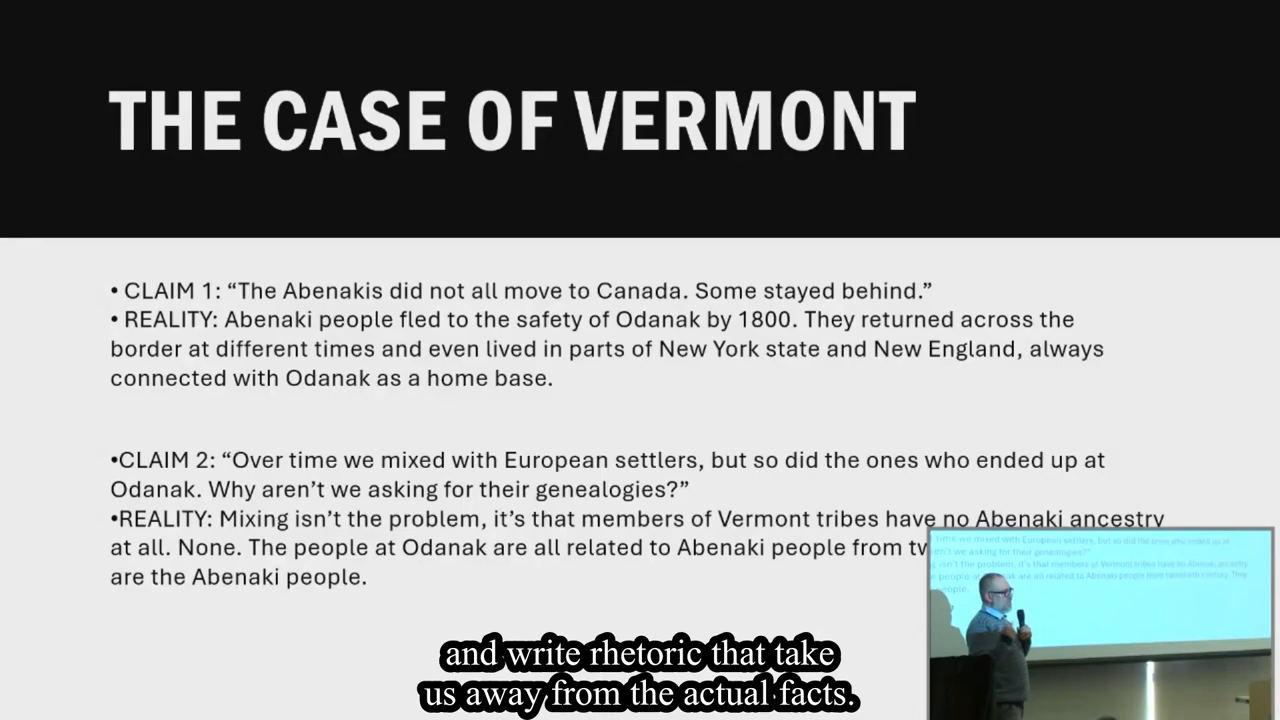 THE CASE OF VERMONT
• CLAIM 1: “The Abenakis did not all move to Canada. Some stayed behind.”
• REALITY: Abenaki people fled to the safety of Odanak by 1800. They returned across the
border at different times and even lived in parts of New York state and New England, always
connected with Odanak as a home base.
•CLAIM 2: “Over time we mixed with European settlers, but so did the ones who ended up at
Odanak. Why aren’t we asking for their genealogies?”
•REALITY: Mixing isn’t the problem, it’s that members of Vermont tribes have no Abenaki ancestry
at all. None. The people at Odanak are all related to Abenaki people from
are the Abenaki people.
and write rhetoric that take
us away from the actual facts.